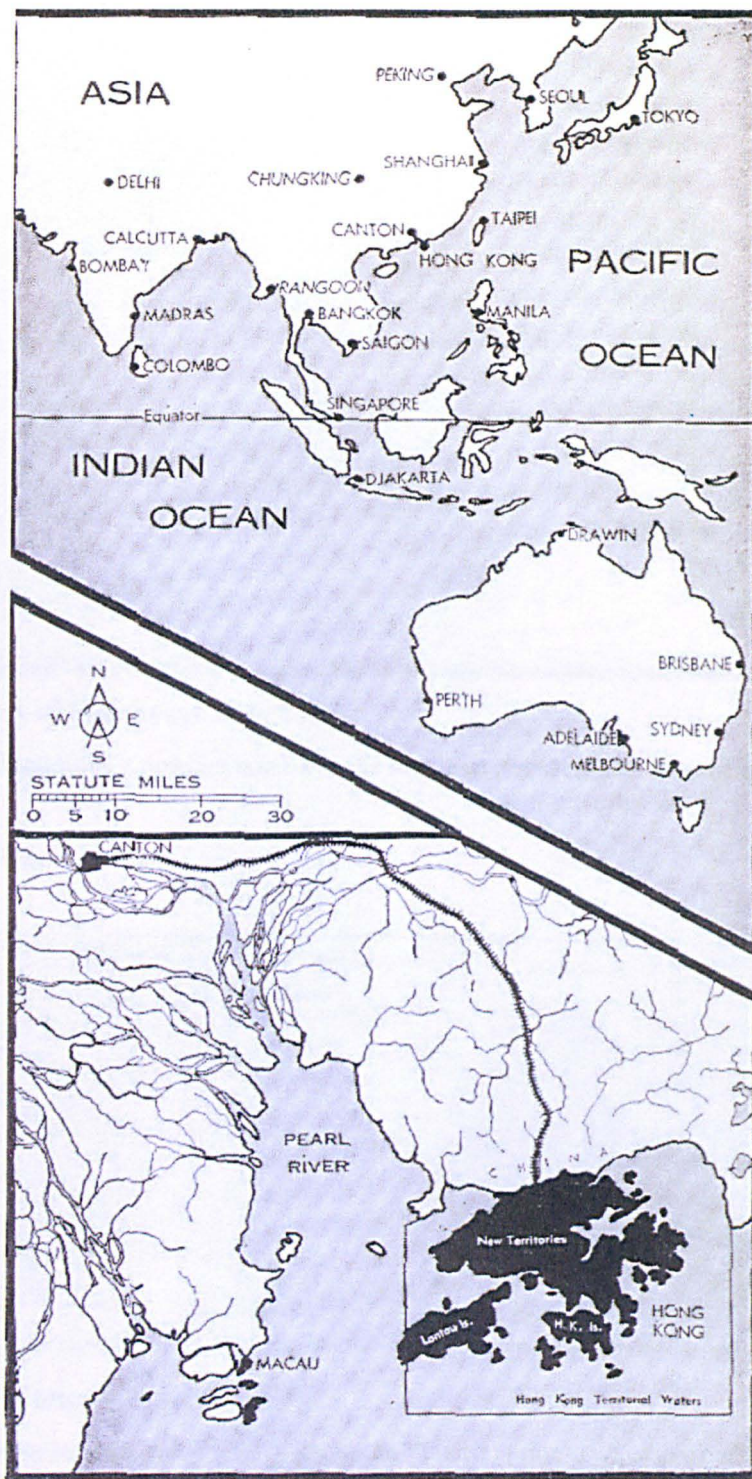 ASIA
PEKING
SEOUL
TOKYO
SHANGHAI
DELHI
CHUNGKING
CALCUTTA
CANTON
TAIPEI
BOMBAY
HONG KONG
PACIFIC
OCEAN
RANGOON
MADRAS
BANGKOK
MANILA
SAIGON
COLOMBO
SINGAPORE
Equator
INDIAN
OCEAN
DJAKARTA
DRAWIN
BRISBANE
PERTH
ADELAIDE
SYDNEY
MELBOURNE
N
W E
S
STATUTE MILES
0 5 10 20 30
CANTON
PEARL
RIVER
CHINA
New Territories
HONG
KONG
Lantau Is.
H.K. Is.
MACAU
Hong Kong Territorial Waters